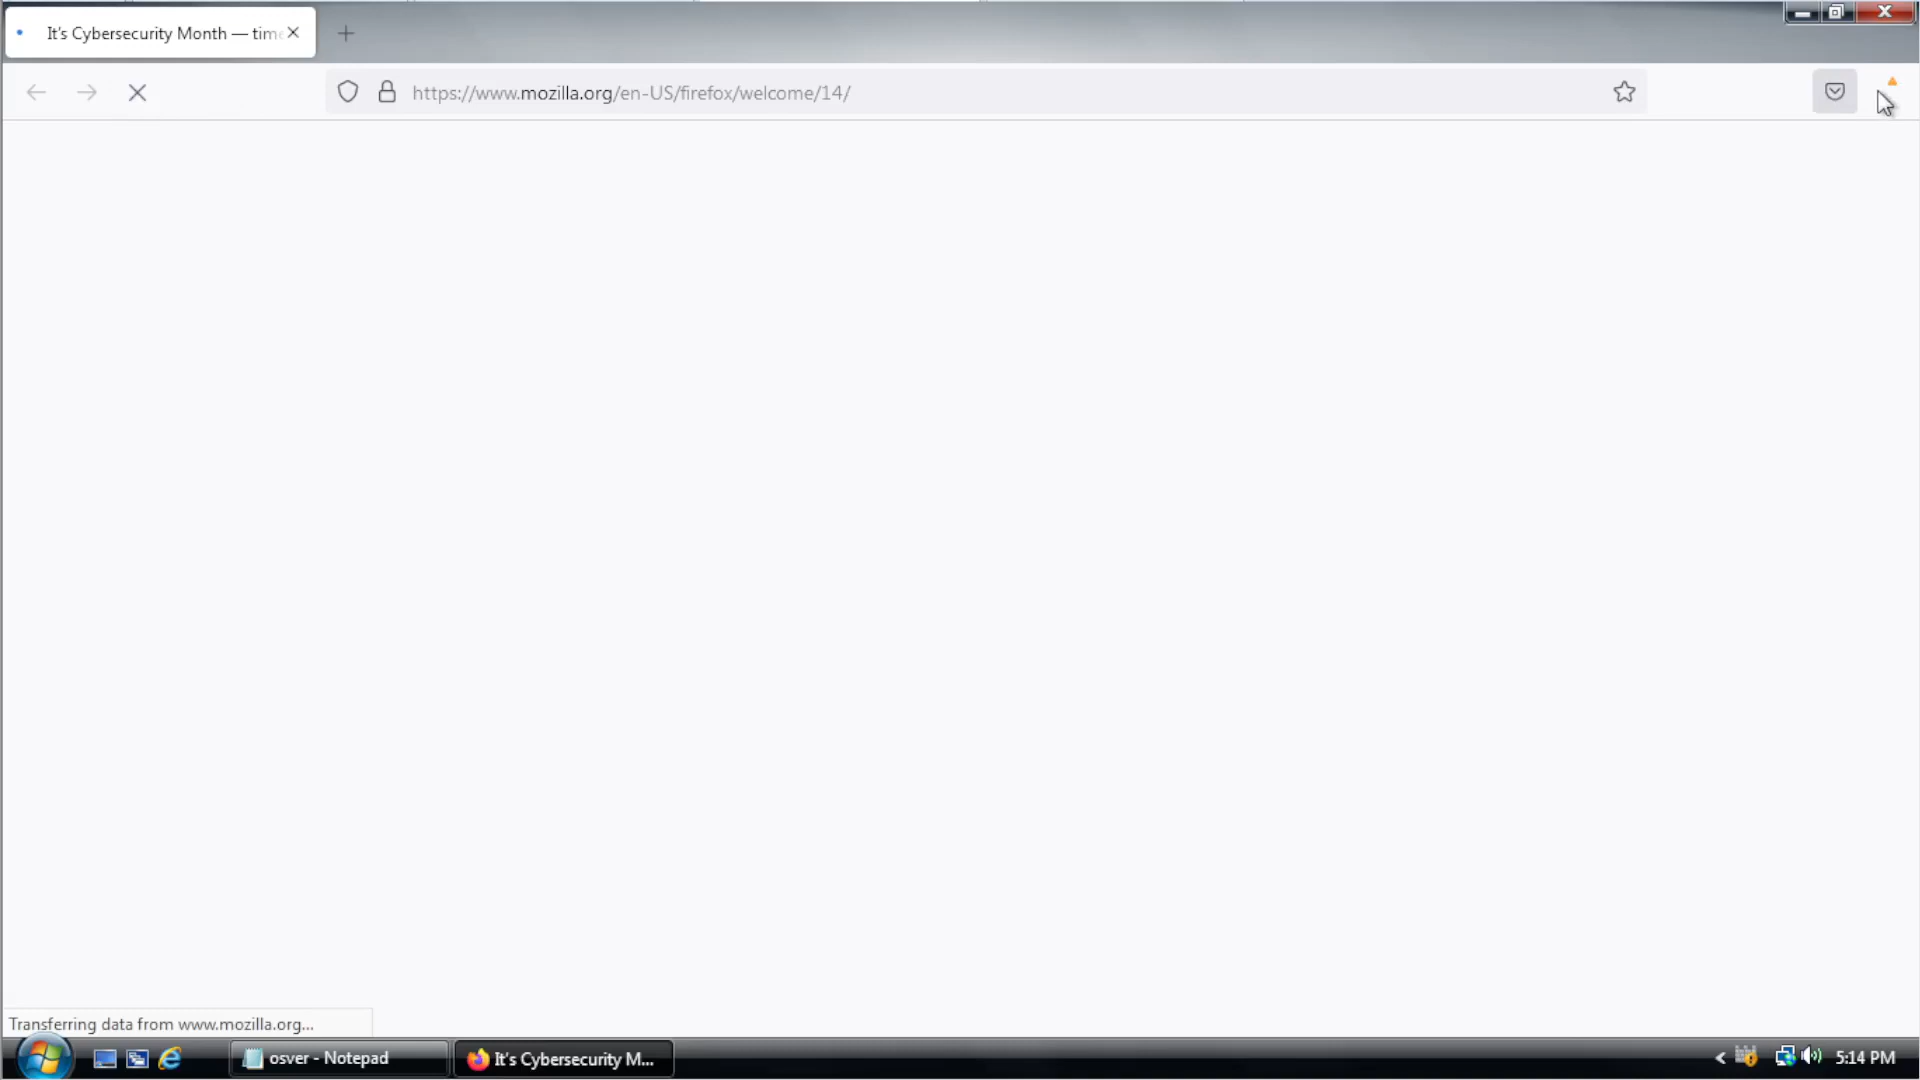 It's Cybersecurity Month — tim
https://www.mozilla.org/en-US/firefox/welcome/14/
Transferring data from www.mozilla.org...
osver - Notepad
It's Cybersecurity M...
5:14 PM